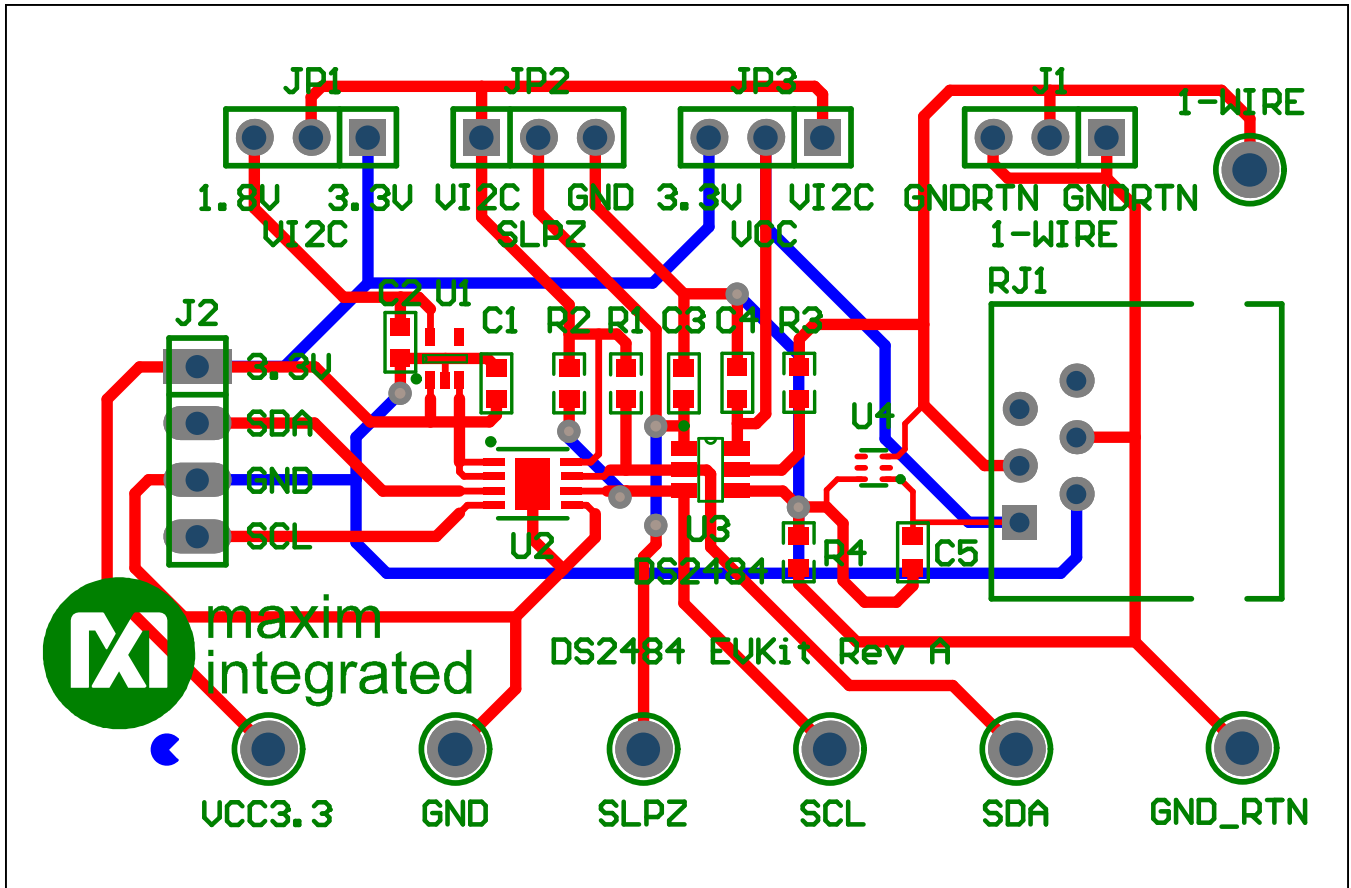 JP1 JP2 JP3 J1
1-WIRE
1.8V 3.3V VI2C GND 3.3V VI2C GNDRTN GNDRTN
VI2C SLPZ VCC 1-WIRE
RJ1
C2 U1
J2 C1 R2 R1 C3 C4 R3
3.3V
SDA U4
GND
SCL U2 U3 R4 C5
DS2484
maxim
integrated
DS2484 EVKit Rev A
VCC3.3 GND SLPZ SCL SDA GND_RTN